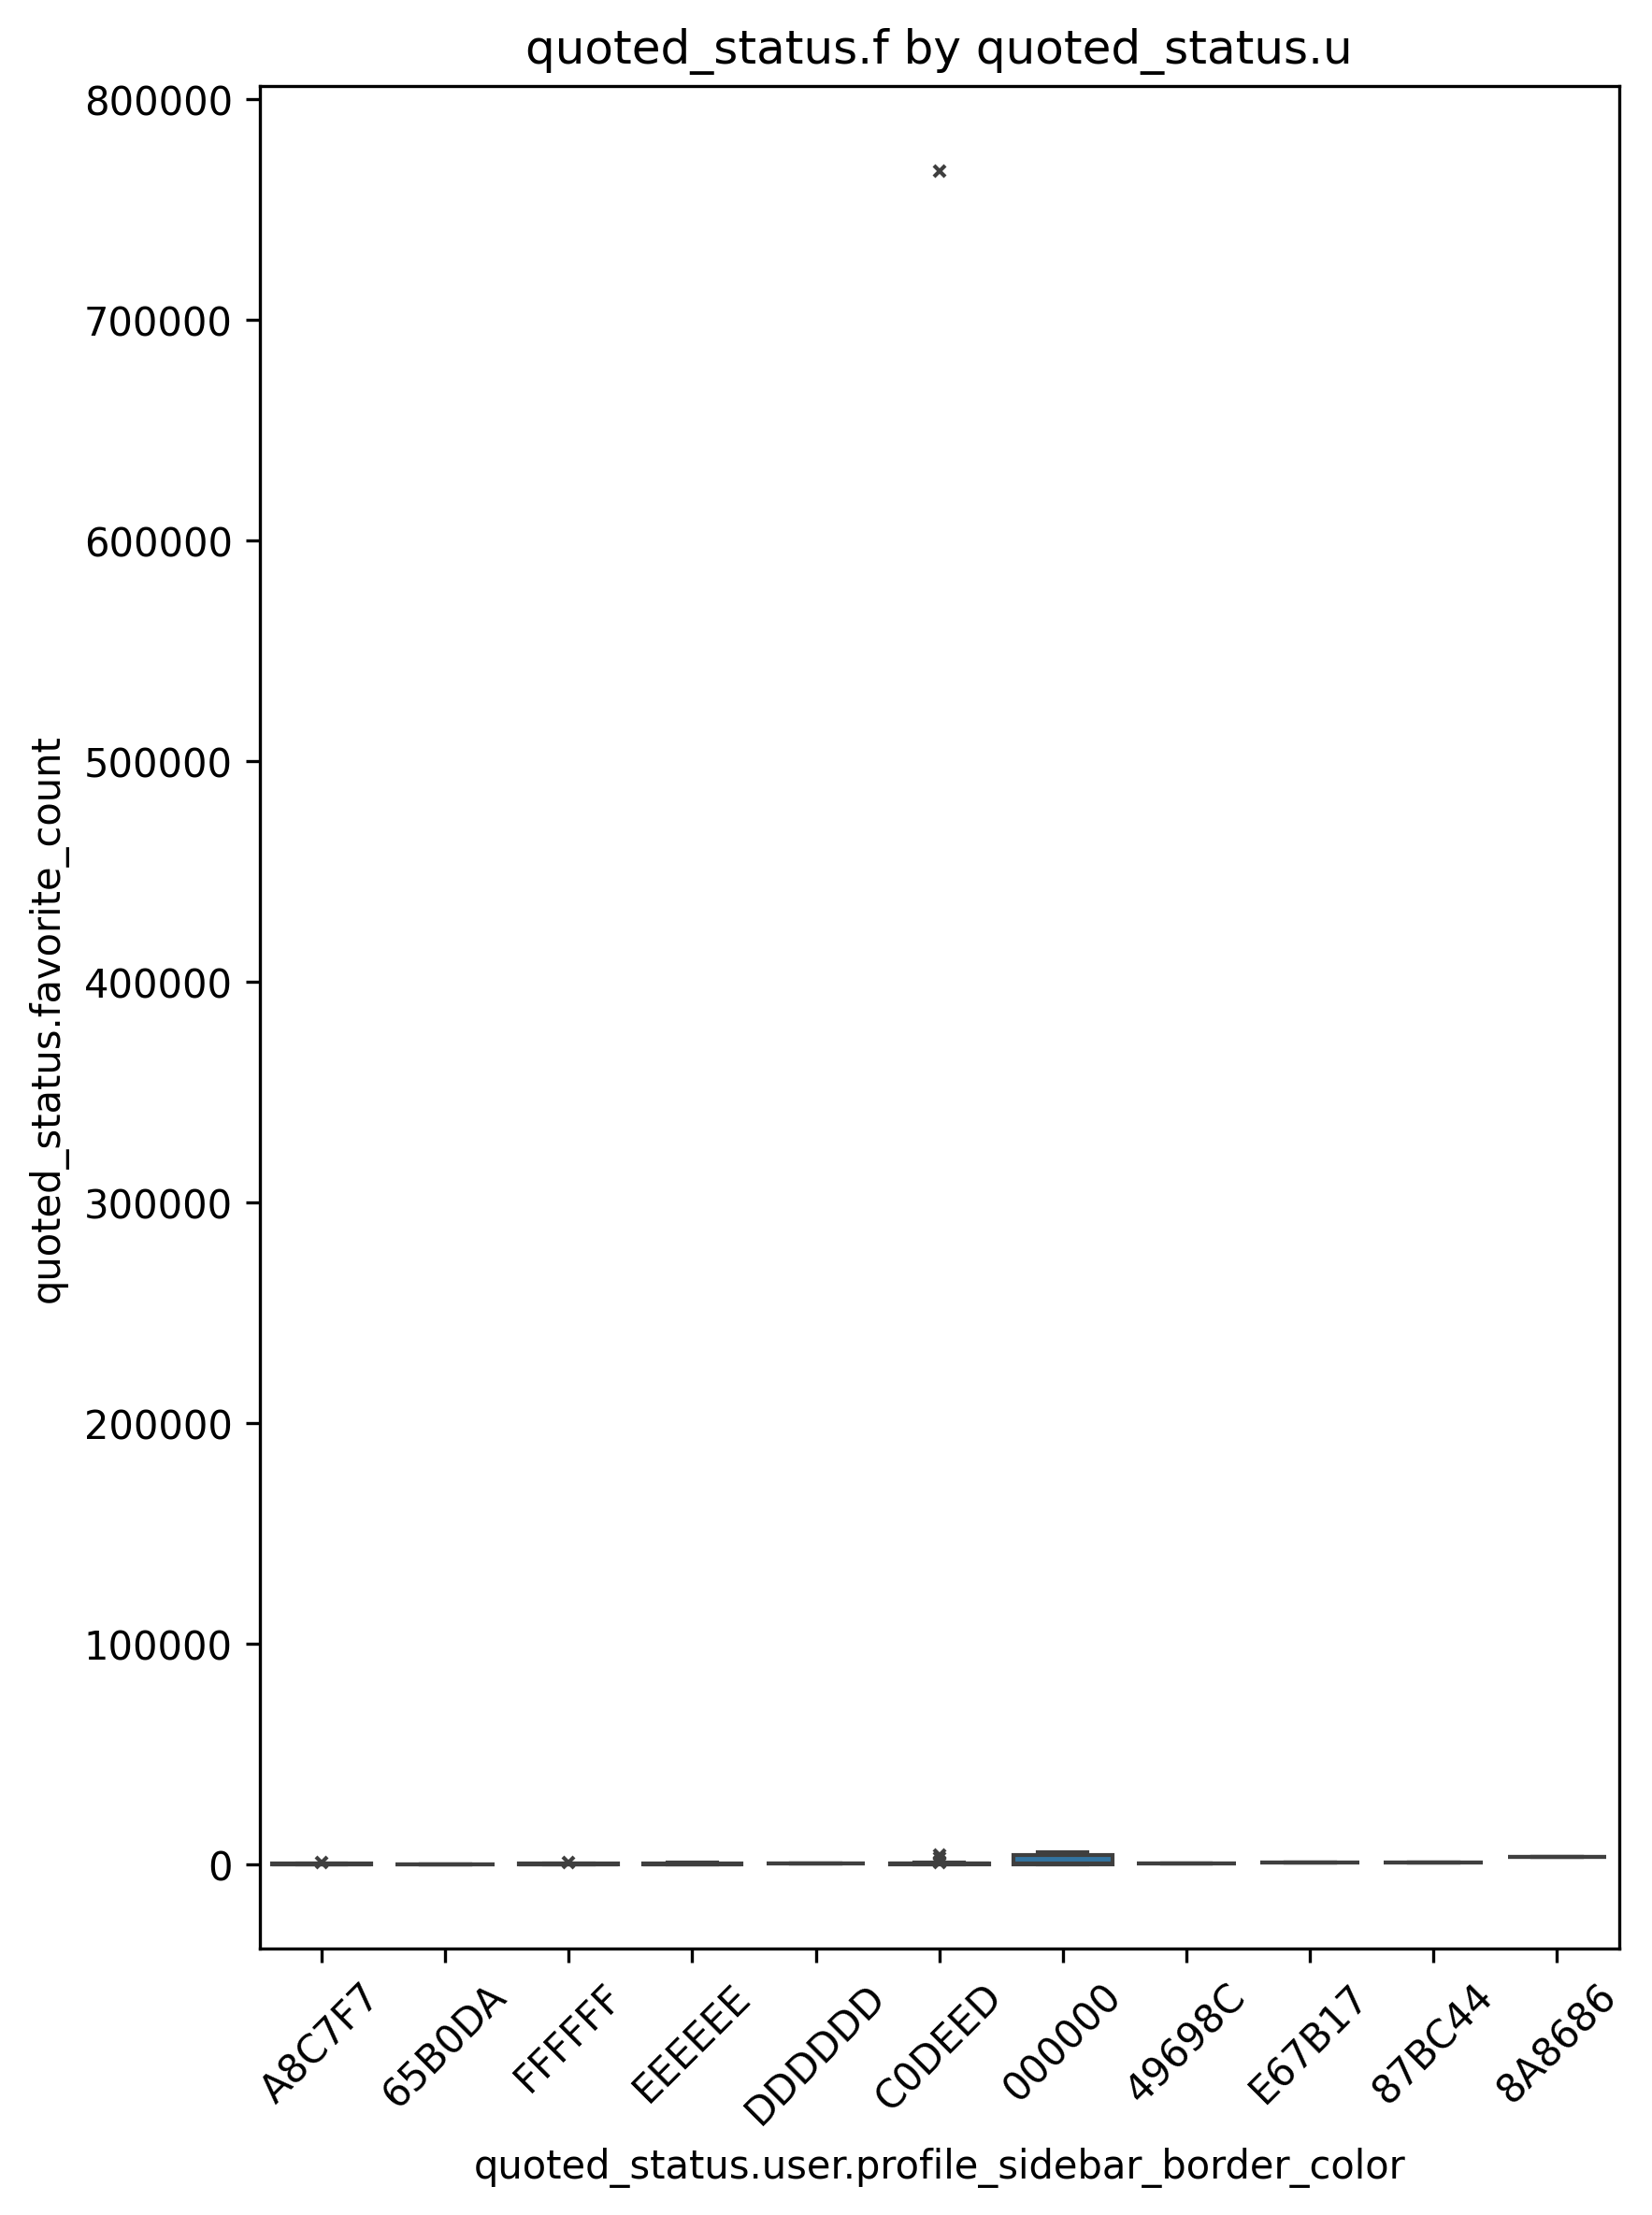 quoted_status.f by quoted_status.u
800000
700000
600000
500000
400000
300000
200000
100000
0
quoted_status.favorite_count
A8C7F7
65B0DA
FFFFFF
EEEEEE
DDDDDD
C0DEED
000000
49698C
E67B17
87BC44
8A8686
quoted_status.user.profile_sidebar_border_color